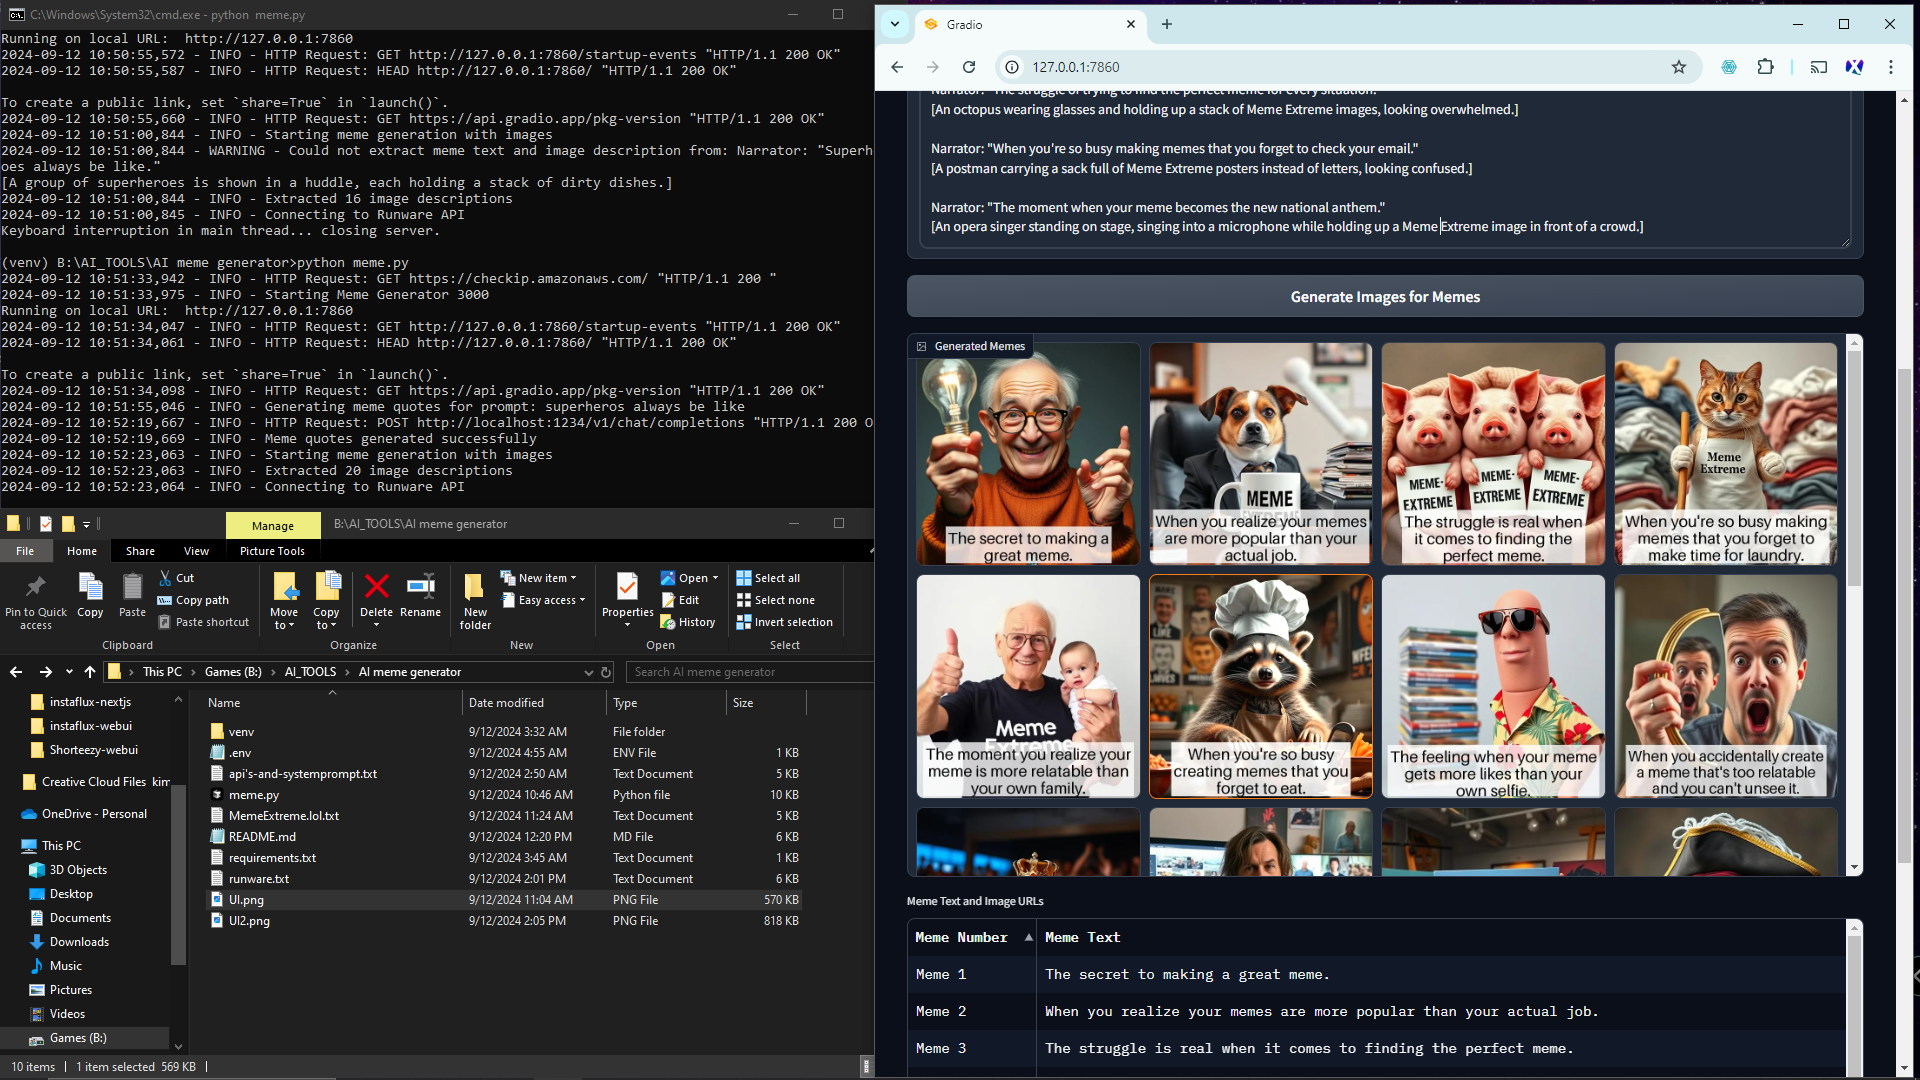 C:\Windows\System32\cmd.exe - python  meme.py
Running on local URL:  http://127.0.0.1:7860
2024-09-12 10:50:55,572 - INFO - HTTP Request: GET http://127.0.0.1:7860/startup-events "HTTP/1.1 200 OK"
2024-09-12 10:50:55,587 - INFO - HTTP Request: HEAD http://127.0.0.1:7860/ "HTTP/1.1 200 OK"
To create a public link, set `share=True` in `launch()`.
2024-09-12 10:50:55,660 - INFO - HTTP Request: GET https://api.gradio.app/pkg-version "HTTP/1.1 200 OK"
2024-09-12 10:51:00,844 - INFO - Starting meme generation with images
2024-09-12 10:51:00,844 - WARNING - Could not extract meme text and image description from: Narrator: "Superh
oes always be like."
[A group of superheroes is shown in a huddle, each holding a stack of dirty dishes.]
2024-09-12 10:51:00,844 - INFO - Extracted 16 image descriptions
2024-09-12 10:51:00,845 - INFO - Connecting to Runware API
Keyboard interruption in main thread... closing server.
(venv) B:\AI_TOOLS\AI meme generator>python meme.py
2024-09-12 10:51:33,942 - INFO - HTTP Request: GET https://checkip.amazonaws.com/ "HTTP/1.1 200 "
2024-09-12 10:51:33,975 - INFO - Starting Meme Generator 3000
Running on local URL:  http://127.0.0.1:7860
2024-09-12 10:51:34,047 - INFO - HTTP Request: GET http://127.0.0.1:7860/startup-events "HTTP/1.1 200 OK"
2024-09-12 10:51:34,061 - INFO - HTTP Request: HEAD http://127.0.0.1:7860/ "HTTP/1.1 200 OK"
To create a public link, set `share=True` in `launch()`.
2024-09-12 10:51:34,098 - INFO - HTTP Request: GET https://api.gradio.app/pkg-version "HTTP/1.1 200 OK"
2024-09-12 10:51:55,046 - INFO - Generating meme quotes for prompt: superheros always be like
2024-09-12 10:52:19,667 - INFO - HTTP Request: POST http://localhost:1234/v1/chat/completions "HTTP/1.1 200 O
2024-09-12 10:52:19,669 - INFO - Meme quotes generated successfully
2024-09-12 10:52:23,063 - INFO - Starting meme generation with images
2024-09-12 10:52:23,063 - INFO - Extracted 20 image descriptions
2024-09-12 10:52:23,064 - INFO - Connecting to Runware API
Manage
B:\AI_TOOLS\AI meme generator
File
Home
Share
View
Picture Tools
Pin to Quick access
Copy
Paste
Cut
Copy path
Paste shortcut
Clipboard
Move to
Copy to
Delete
Rename
Organize
New folder
New item
Easy access
New
Properties
Open
Edit
History
Open
Select all
Select none
Invert selection
Select
This PC > Games (B:) > AI_TOOLS > AI meme generator
Search AI meme generator
instaflux-nextjs
instaflux-webui
Shorteezy-webui
Creative Cloud Files  kim
OneDrive - Personal
This PC
3D Objects
Desktop
Documents
Downloads
Music
Pictures
Videos
Games (B:)
Name Date modified Type Size
venv 9/12/2024 3:32 AM File folder
.env 9/12/2024 4:55 AM ENV File 1 KB
api's-and-systemprompt.txt 9/12/2024 2:50 AM Text Document 5 KB
meme.py 9/12/2024 10:46 AM Python file 10 KB
MemeExtreme.lol.txt 9/12/2024 11:24 AM Text Document 5 KB
README.md 9/12/2024 12:20 PM MD File 6 KB
requirements.txt 9/12/2024 3:45 AM Text Document 1 KB
runware.txt 9/12/2024 2:01 PM Text Document 6 KB
UI.png 9/12/2024 11:04 AM PNG File 570 KB
UI2.png 9/12/2024 2:05 PM PNG File 818 KB
10 items
1 item selected  569 KB
Gradio
127.0.0.1:7860
Narrator: "The struggle of trying to find the perfect meme for every situation."
[An octopus wearing glasses and holding up a stack of Meme Extreme images, looking overwhelmed.]
Narrator: "When you're so busy making memes that you forget to check your email."
[A postman carrying a sack full of Meme Extreme posters instead of letters, looking confused.]
Narrator: "The moment when your meme becomes the new national anthem."
[An opera singer standing on stage, singing into a microphone while holding up a Meme Extreme image in front of a crowd.]
Generate Images for Memes
Generated Memes
The secret to making a
great meme.
MEME
EXTREME
When you realize your memes
are more popular than your
actual job.
MEME-
EXTREME
MEME-
EXTREME
MEME-
EXTREME
The struggle is real when
it comes to finding the
perfect meme.
Meme
Extreme
When you're so busy making
memes that you forget to
make time for laundry.
Meme
Extreme
The moment you realize your
meme is more relatable than
your own family.
When you're so busy
creating memes that you
forget to eat.
The feeling when your meme
gets more likes than your
own selfie.
When you accidentally create
a meme that's too relatable
and you can't unsee it.
Meme Text and Image URLs
Meme Number Meme Text
Meme 1 The secret to making a great meme.
Meme 2 When you realize your memes are more popular than your actual job.
Meme 3 The struggle is real when it comes to finding the perfect meme.